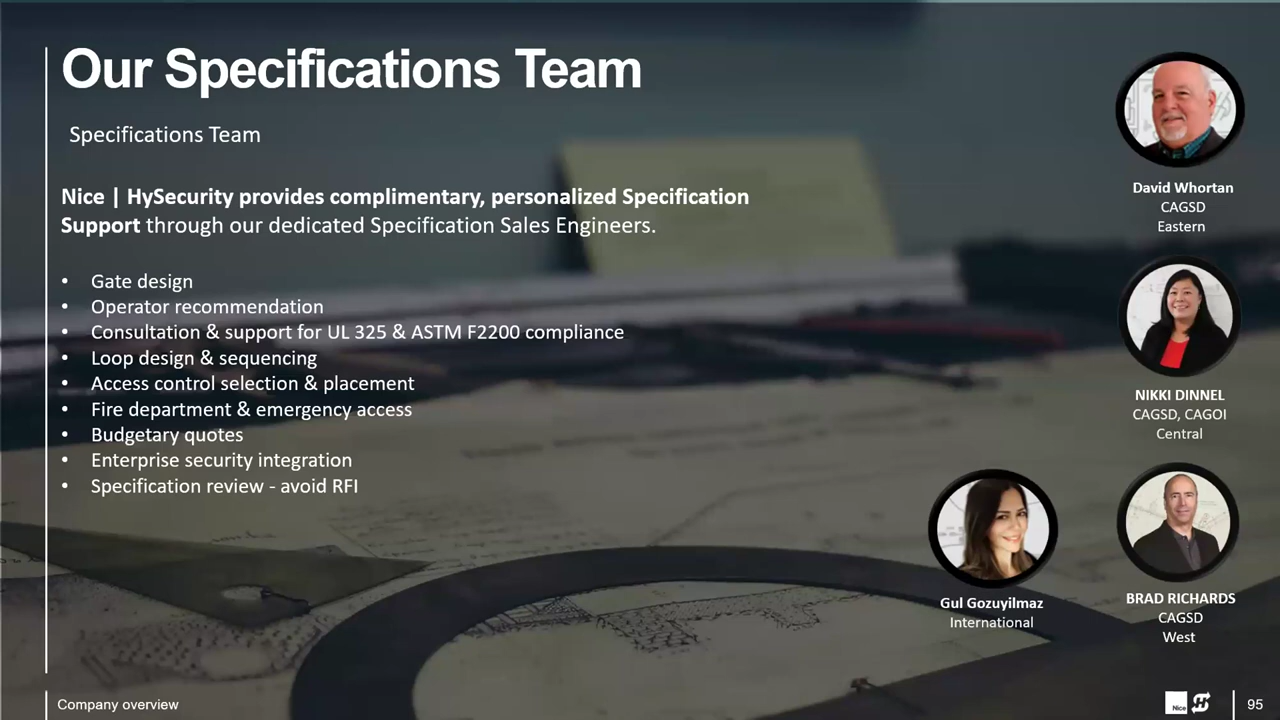 Our Specifications Team
Specifications Team
Nice | HySecurity provides complimentary, personalized Specification
Support through our dedicated Specification Sales Engineers.
• Gate design
• Operator recommendation
• Consultation & support for UL 325 & ASTM F2200 compliance
• Loop design & sequencing
• Access control selection & placement
• Fire department & emergency access
• Budgetary quotes
• Enterprise security integration
• Specification review - avoid RFI
David Whortan
CAGSD
Eastern
NIKKI DINNEL
CAGSD, CAGOI
Central
Gul Gozuyilmaz
International
BRAD RICHARDS
CAGSD
West
Company overview
Nice
95